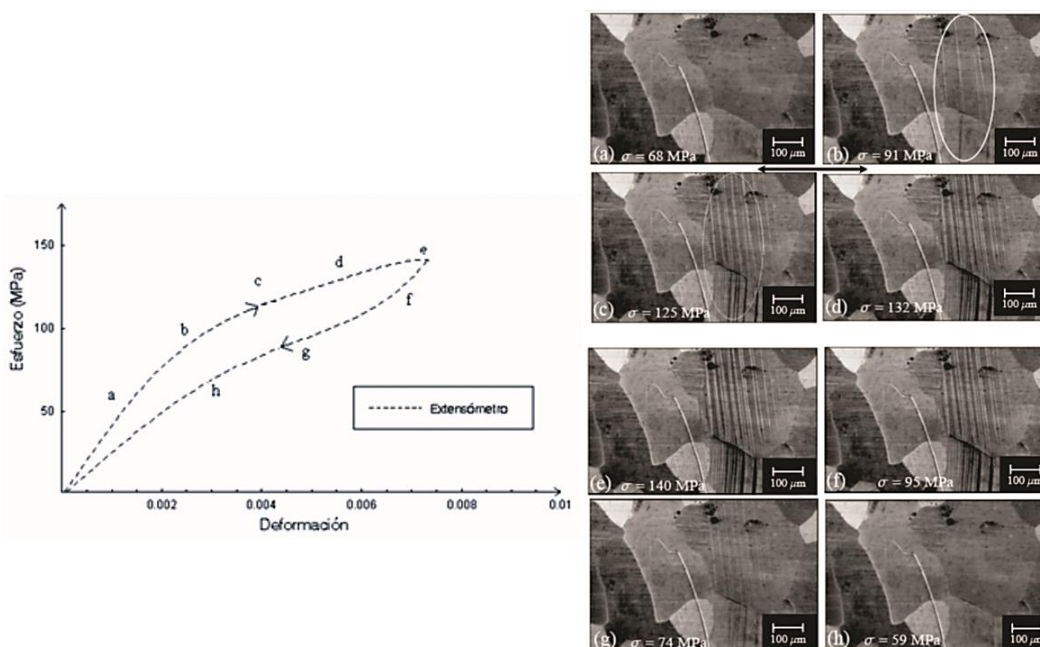 Esfuerzo (MPa)
150
100
50
a
b
c
d
e
f
g
h
Extensómetro
0.002
0.004
0.006
0.008
0.01
Deformación
(a) σ = 68 MPa
100 μm
(b) σ = 91 MPa
100 μm
(c) σ = 125 MPa
100 μm
(d) σ = 132 MPa
100 μm
(e) σ = 140 MPa
100 μm
(f) σ = 95 MPa
100 μm
(g) σ = 74 MPa
100 μm
(h) σ = 59 MPa
100 μm